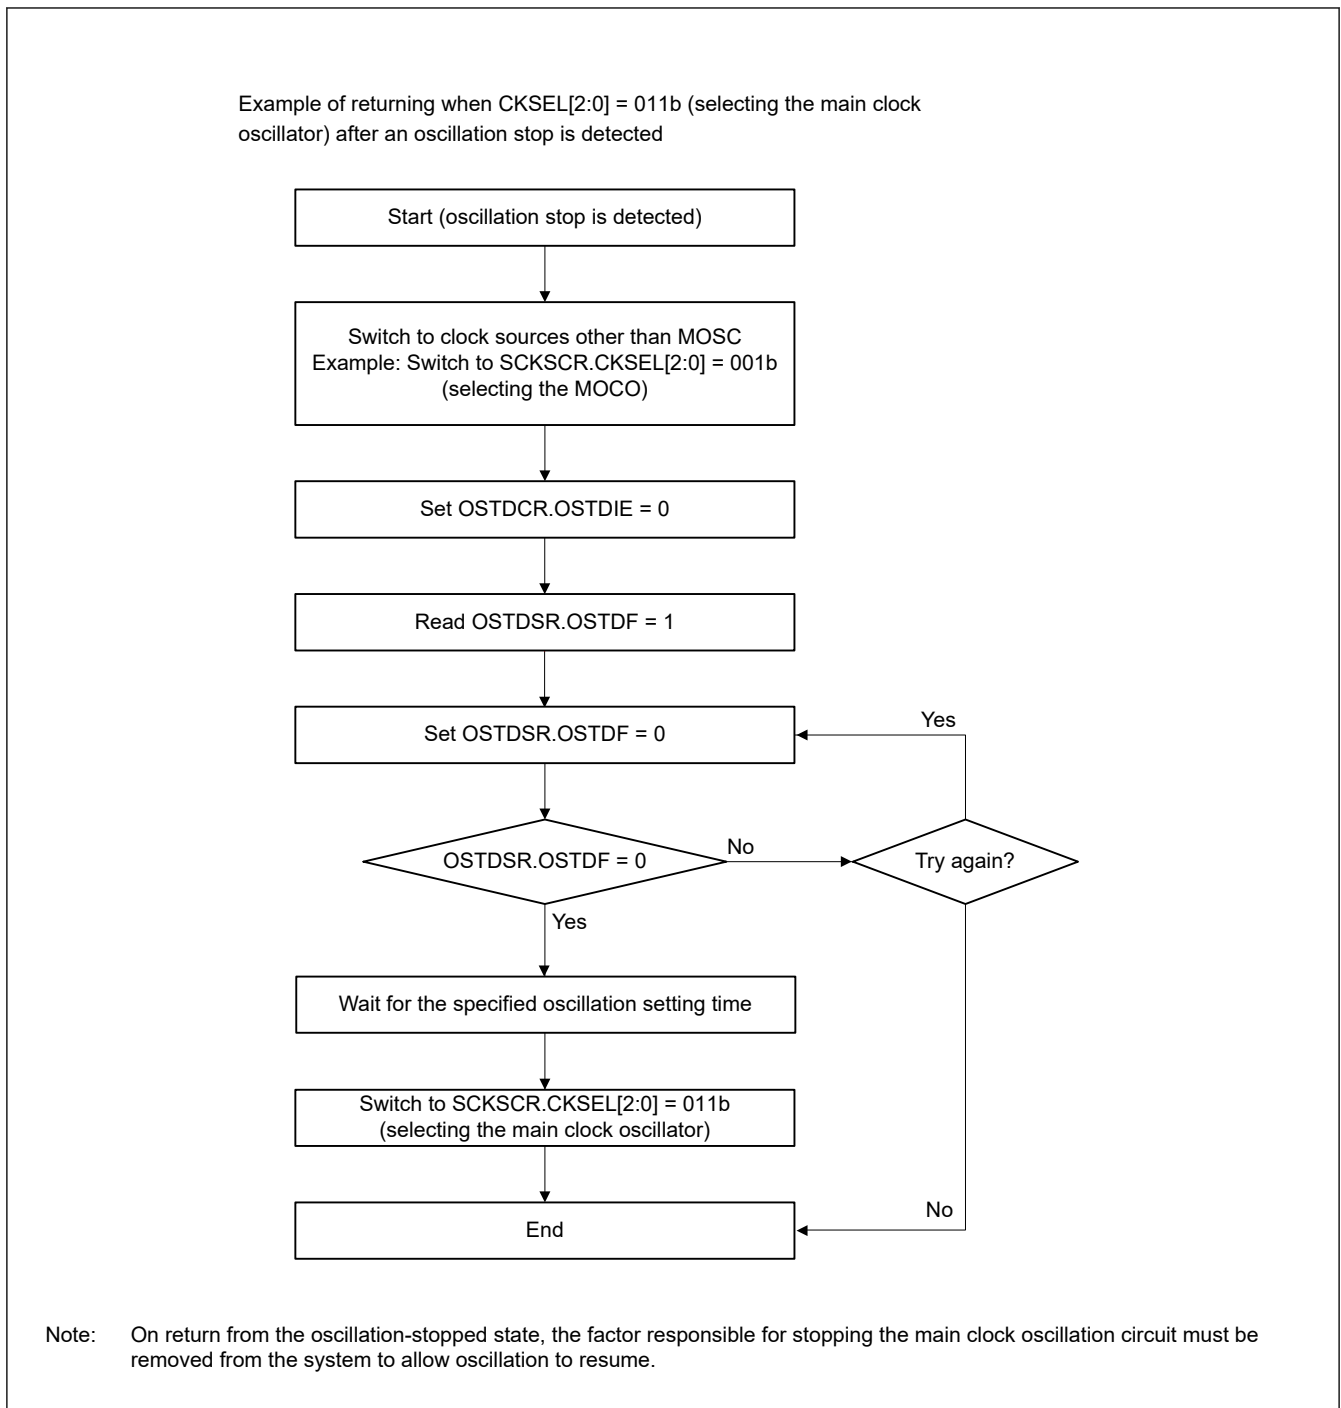 Example of returning when CKSEL[2:0] = 011b (selecting the main clock
oscillator) after an oscillation stop is detected
Start (oscillation stop is detected)
Switch to clock sources other than MOSC
Example: Switch to SCKSCR.CKSEL[2:0] = 001b
(selecting the MOCO)
Set OSTDCR.OSTDIE = 0
Read OSTDSR.OSTDF = 1
Set OSTDSR.OSTDF = 0
Yes
OSTDSR.OSTDF = 0
No
Try again?
Yes
Wait for the specified oscillation setting time
Switch to SCKSCR.CKSEL[2:0] = 011b
(selecting the main clock oscillator)
No
End
Note: On return from the oscillation-stopped state, the factor responsible for stopping the main clock oscillation circuit must be
removed from the system to allow oscillation to resume.